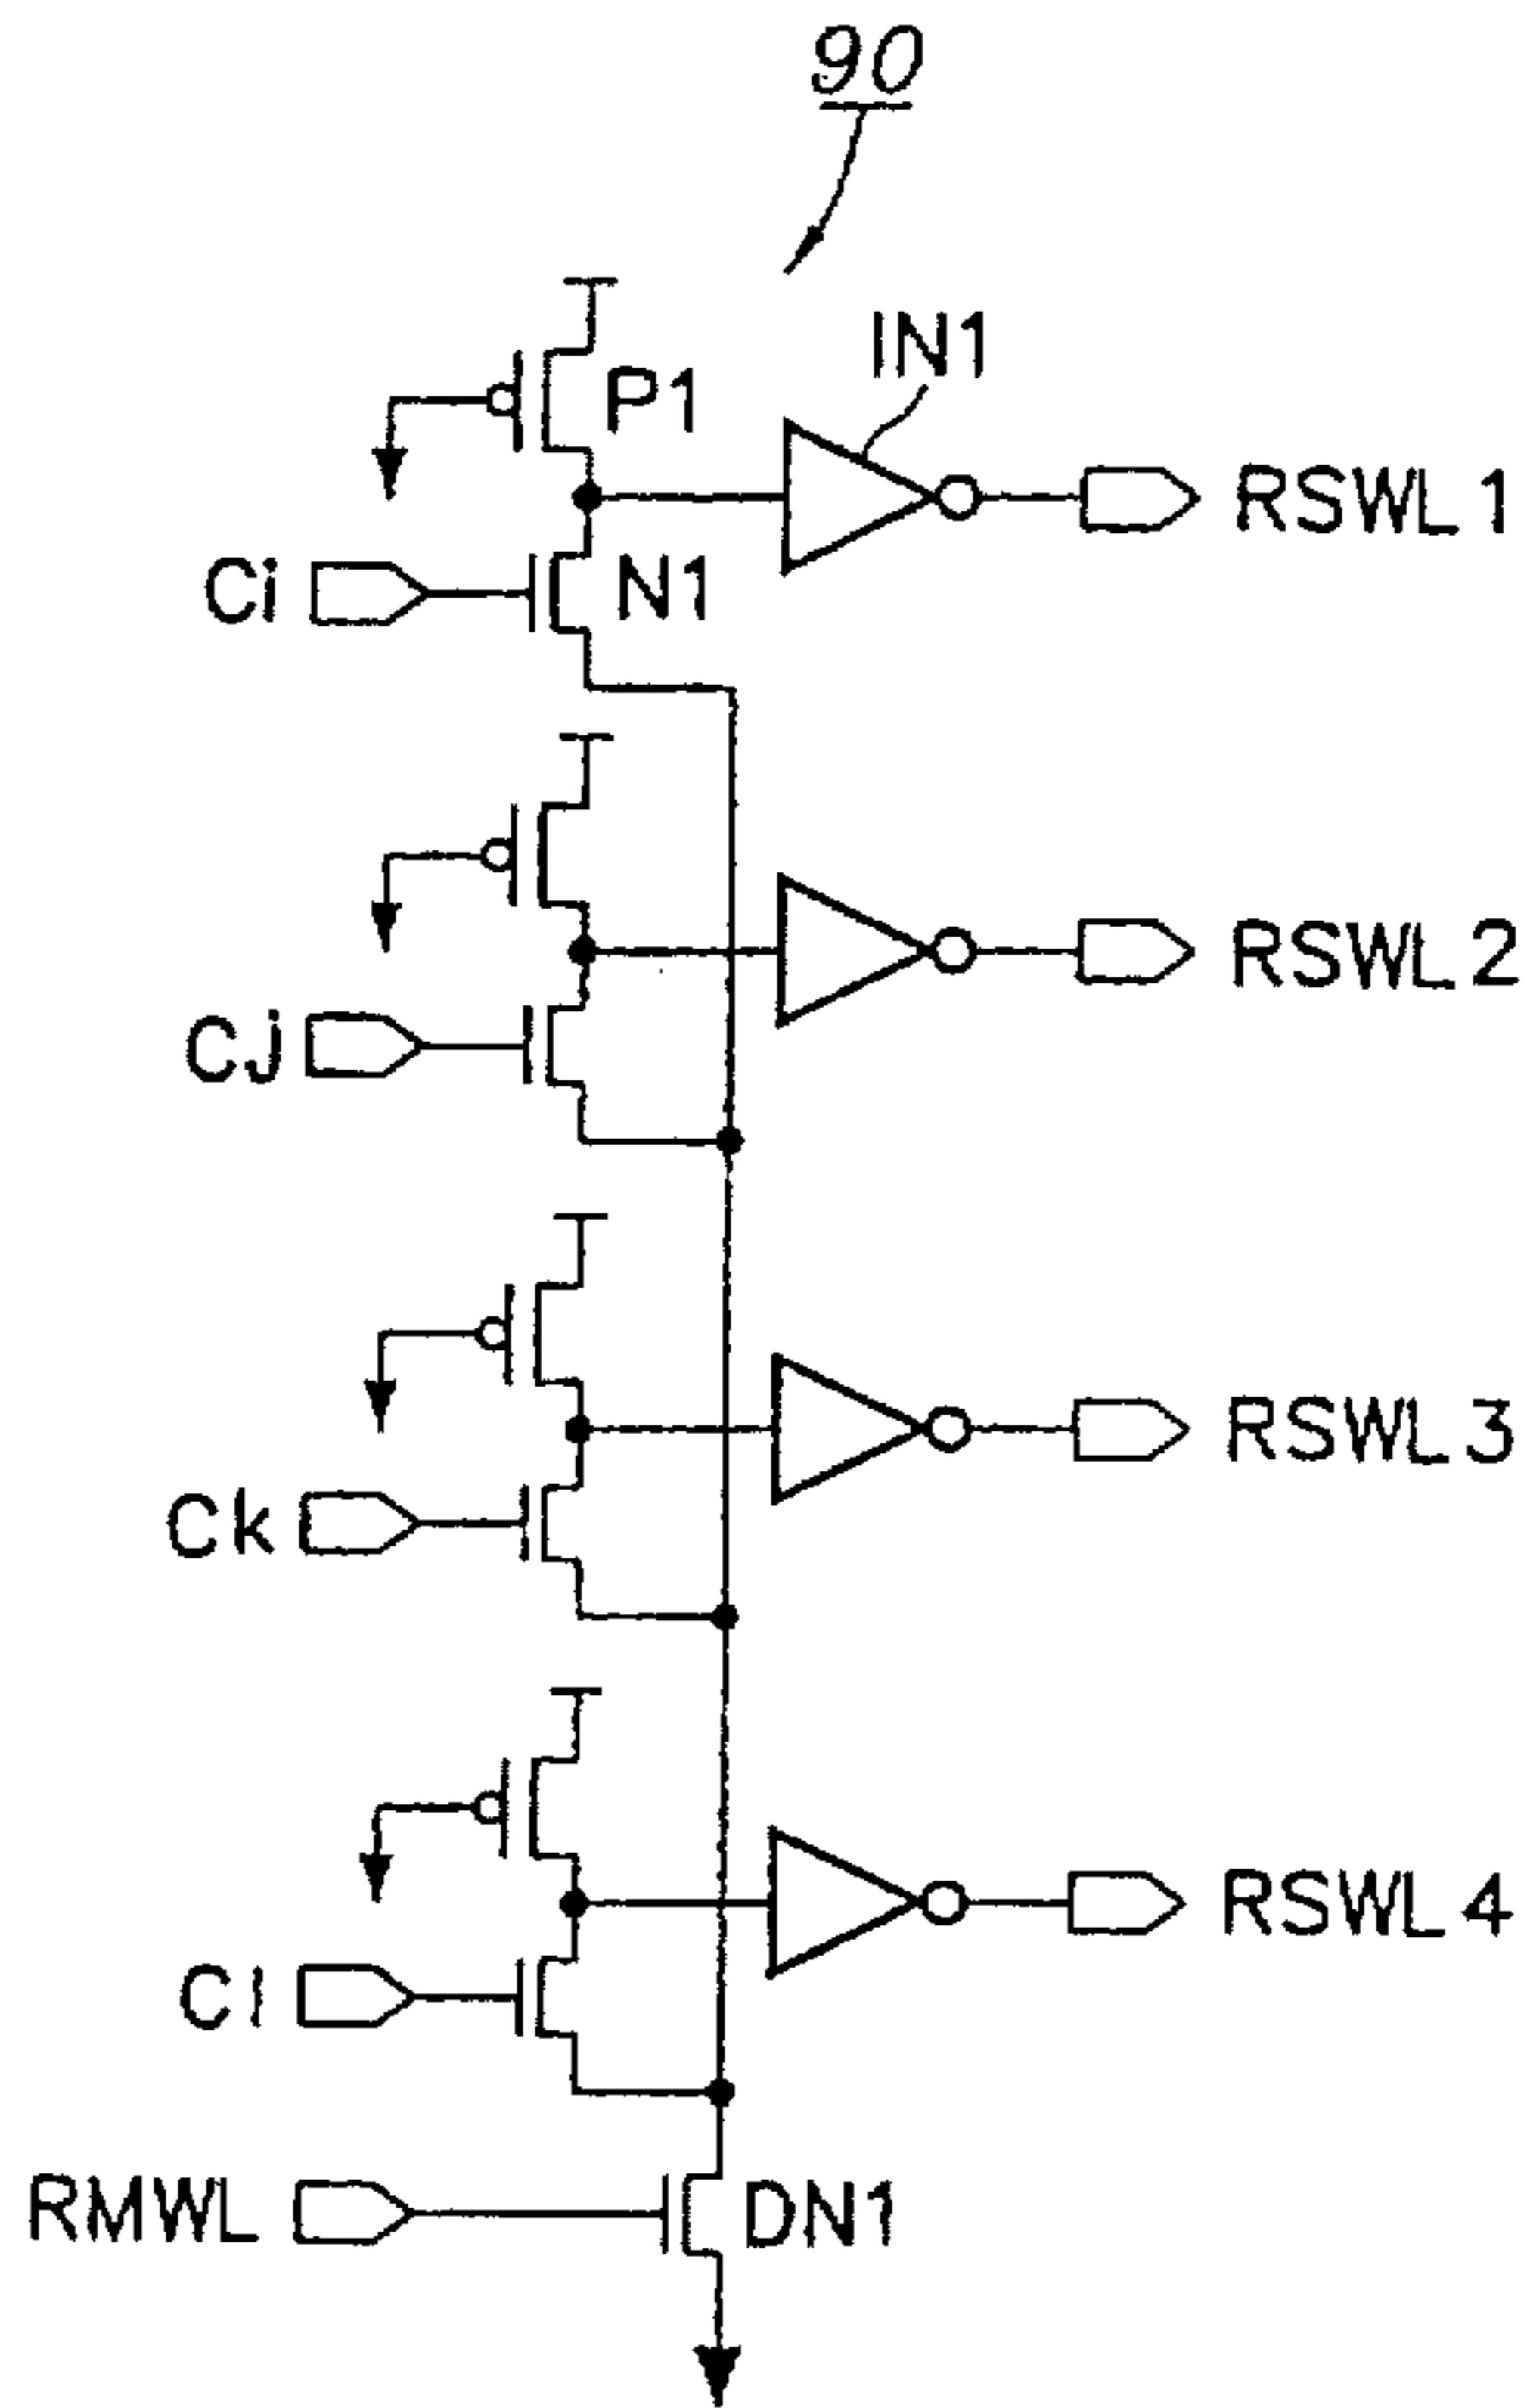 90
P1
IN1
RSWL1
Ci
N1
RSWL2
Cj
RSWL3
Ck
RSWL4
Cl
RMWL
DN1